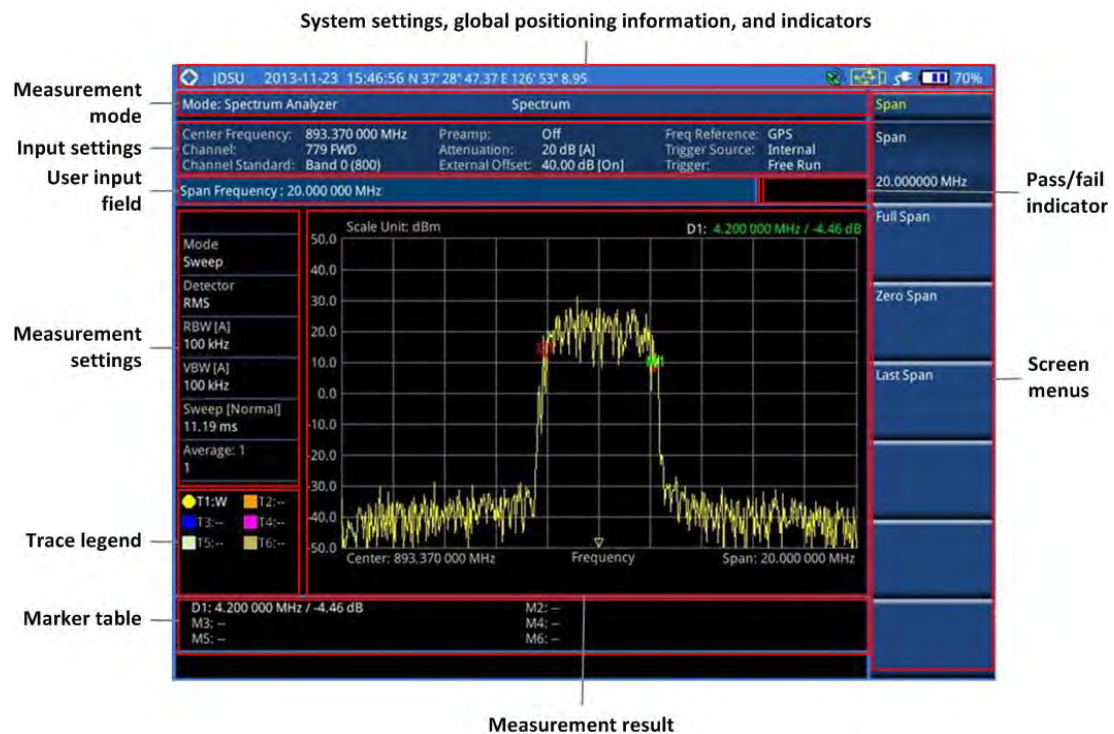 System settings, global positioning information, and indicators
JDSU 2013-11-23 15:46:56 N 37' 28" 47.37 E 126' 53" 8.95 70%
Measurement mode
Mode: Spectrum Analyzer Spectrum
Span
Input settings
Center Frequency: 893.370 000 MHz Preamp: Off Freq Reference: GPS
Channel: 779 FWD Attenuation: 20 dB [A] Trigger Source: Internal
Channel Standard: Band 0 (800) External Offset: 40.00 dB [On] Trigger: Free Run
Span
20.000000 MHz
User input field
Span Frequency : 20.000 000 MHz
Pass/fail indicator
Full Span
Zero Span
Last Span
Screen menus
Measurement settings
Mode
Sweep
Detector
RMS
RBW [A]
100 kHz
VBW [A]
100 kHz
Sweep [Normal]
11.19 ms
Average: 1
1
Scale Unit: dBm D1: 4.200 000 MHz / -4.46 dB
50.0
40.0
30.0
20.0
10.0
0.0
-10.0
-20.0
-30.0
-40.0
-50.0
Center: 893.370 000 MHz Frequency Span: 20.000 000 MHz
Trace legend
T1:W T2:--
T3:-- T4:--
T5:-- T6:--
Marker table
D1: 4.200 000 MHz / -4.46 dB M2: --
M3: -- M4: --
M5: -- M6: --
Measurement result